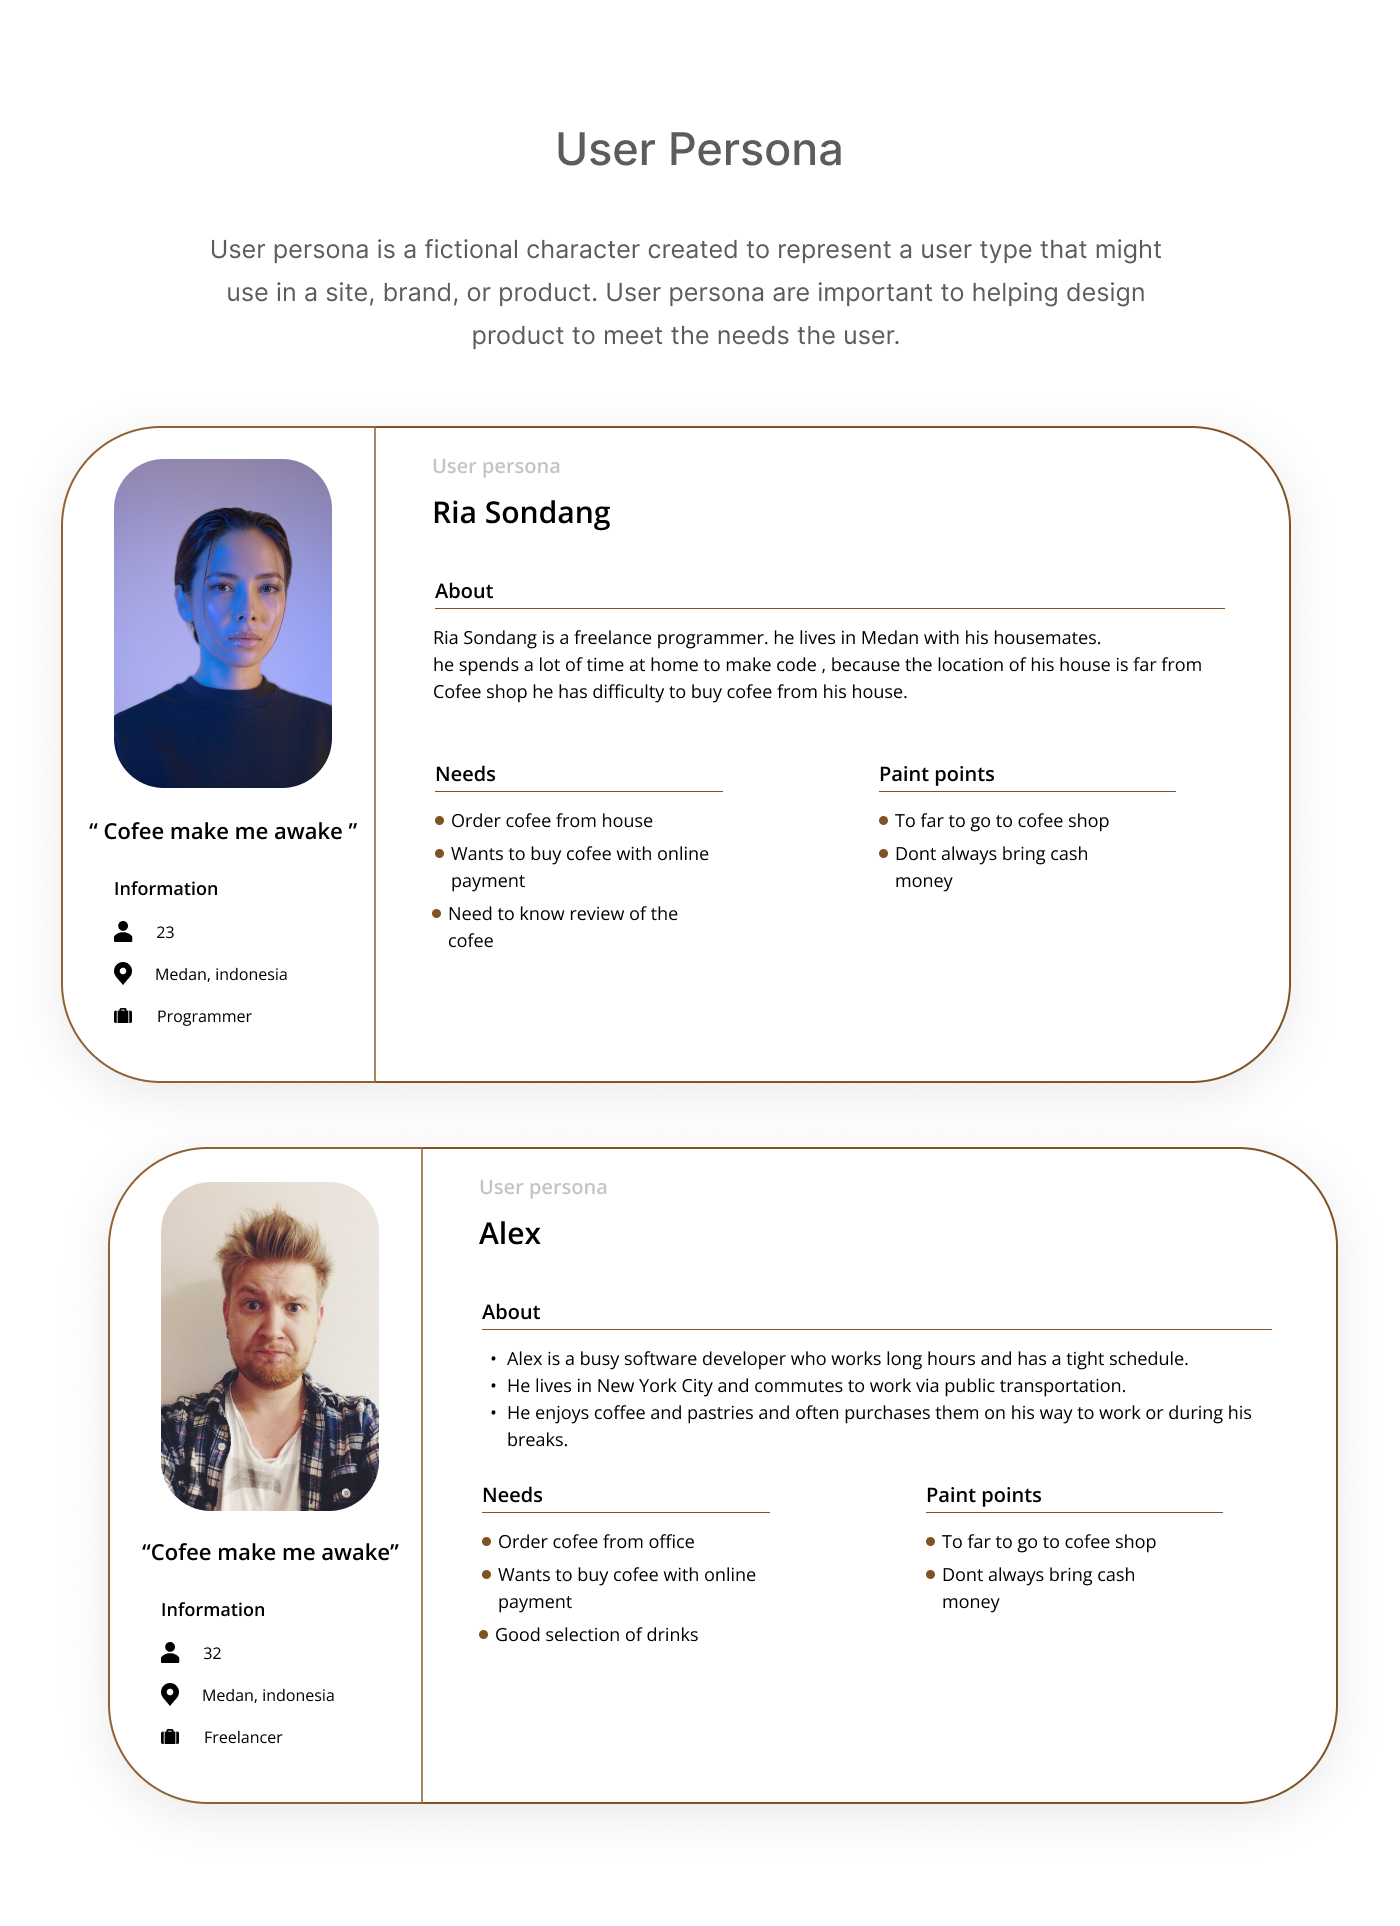 User Persona
User persona is a fictional character created to represent a user type that might
use in a site, brand, or product. User persona are important to helping design
product to meet the needs the user.
User persona
Ria Sondang
About
Ria Sondang is a freelance programmer. he lives in Medan with his housemates.
he spends a lot of time at home to make code , because the location of his house is far from
Cofee shop he has difficulty to buy cofee from his house.
“ Cofee make me awake ”
Information
23
Medan, indonesia
Programmer
Needs
Order cofee from house
Wants to buy cofee with online
payment
Need to know review of the
cofee
Paint points
To far to go to cofee shop
Dont always bring cash
money
User persona
Alex
About
• Alex is a busy software developer who works long hours and has a tight schedule.
• He lives in New York City and commutes to work via public transportation.
• He enjoys coffee and pastries and often purchases them on his way to work or during his
breaks.
“Cofee make me awake”
Information
32
Medan, indonesia
Freelancer
Needs
Order cofee from office
Wants to buy cofee with online
payment
Good selection of drinks
Paint points
To far to go to cofee shop
Dont always bring cash
money